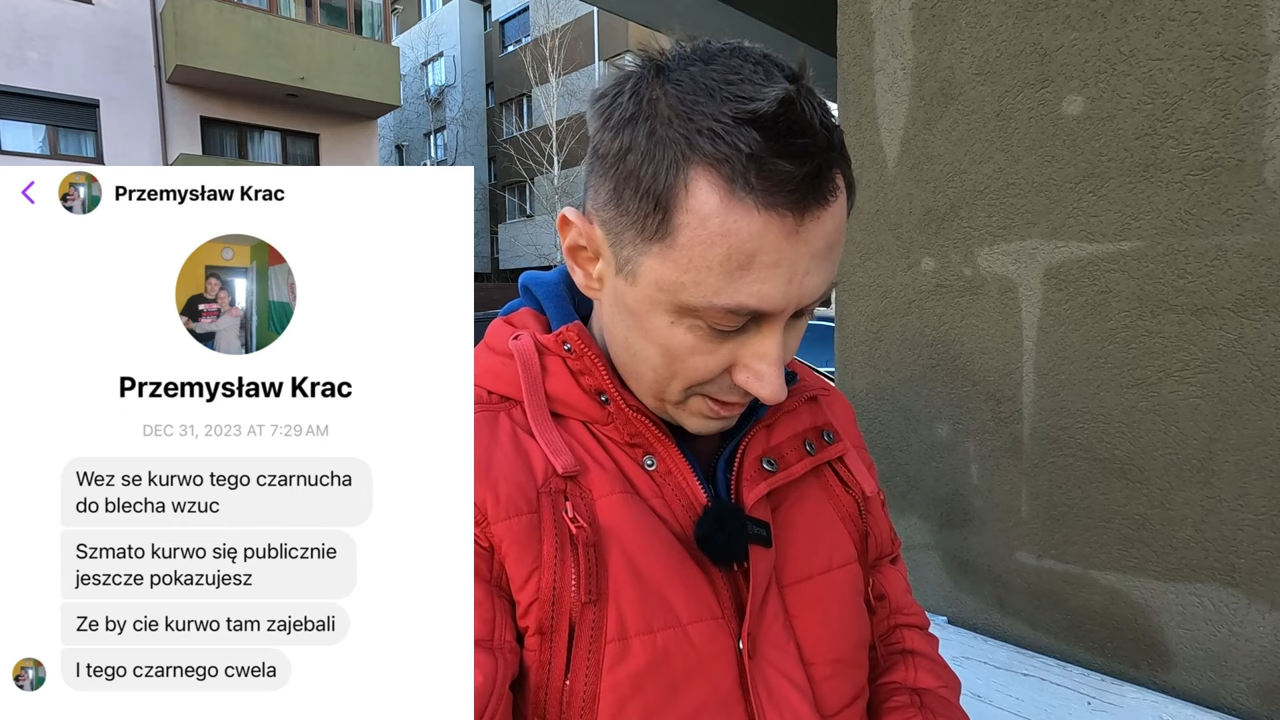 Przemysław Krac
Przemysław Krac
DEC 31, 2023 AT 7:29 AM
Wez se kurwo tego czarnucha
do blecha wzuc
Szmato kurwo się publicznie
jeszcze pokazujesz
Ze by cie kurwo tam zajebali
I tego czarnego cwela